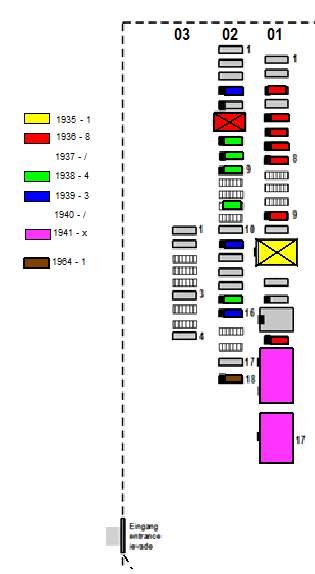 03 02 01
1
1
1935 - 1
1936 - 8
1937 - /
8
1938 - 4
9
1939 - 3
1940 - /
9
1 10
1941 - x
1964 - 1
3
16
4
17
18
17
Eingang
entrance